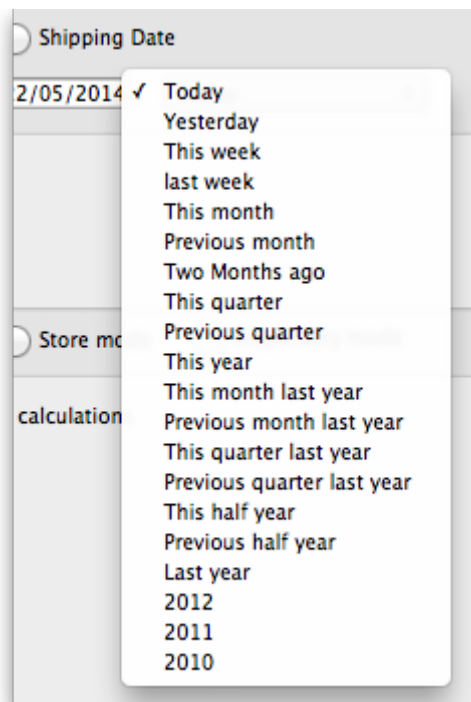 Shipping Date
2/05/2014 ✓ Today
Yesterday
This week
last week
This month
Previous month
Two Months ago
This quarter
Store mo
Previous quarter
This year
This month last year
calculation
Previous month last year
This quarter last year
Previous quarter last year
This half year
Previous half year
Last year
2012
2011
2010